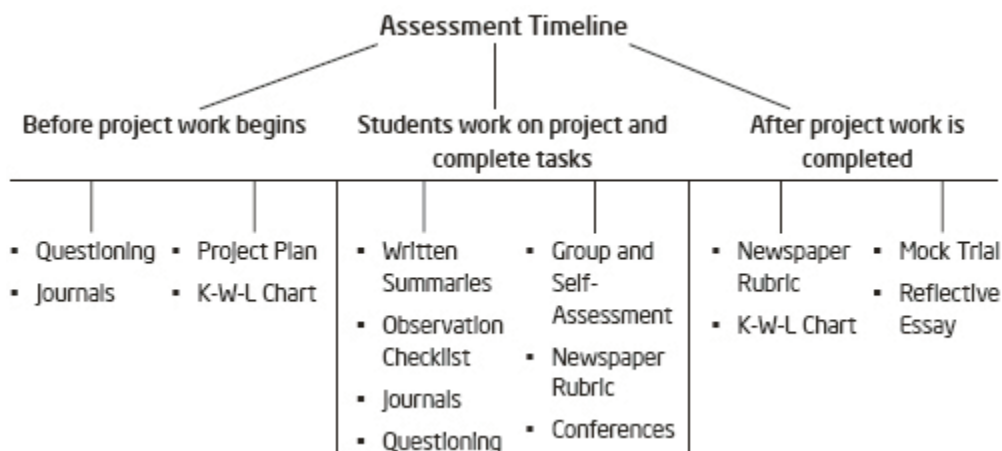 Assessment Timeline
Before project work begins
Students work on project and
complete tasks
After project work is
completed
▪ Questioning
▪ Journals
▪ Project Plan
▪ K-W-L Chart
▪ Written
Summaries
▪ Observation
Checklist
▪ Journals
▪ Questioning
▪ Group and
Self-
Assessment
▪ Newspaper
Rubric
▪ Conferences
▪ Newspaper
Rubric
▪ K-W-L Chart
▪ Mock Trial
▪ Reflective
Essay